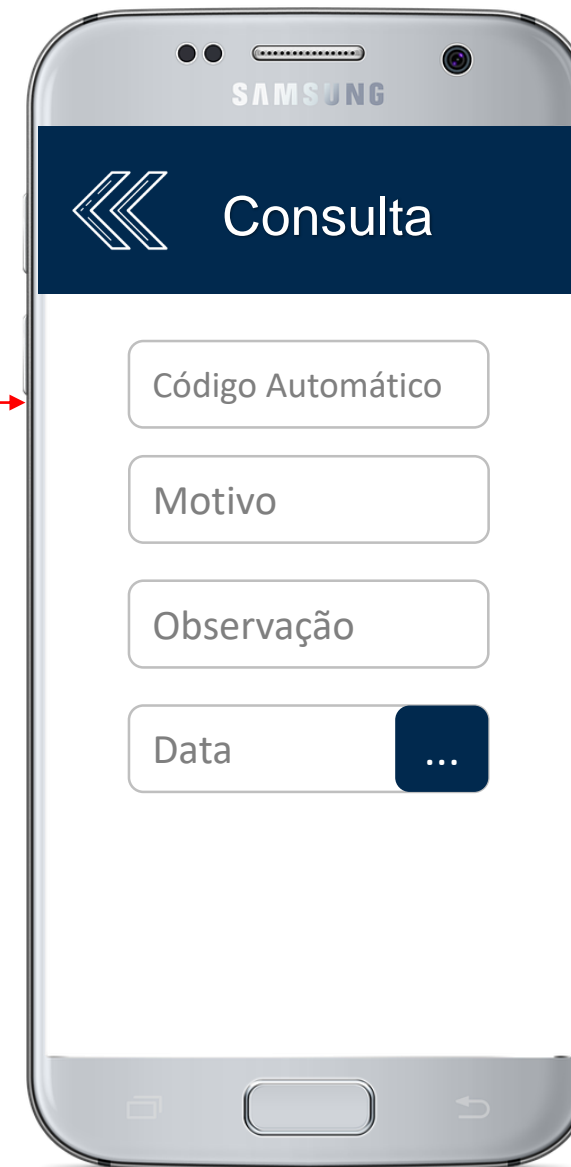 SAMSUNG
Consulta
Código Automático
Motivo
Observação
Data
...